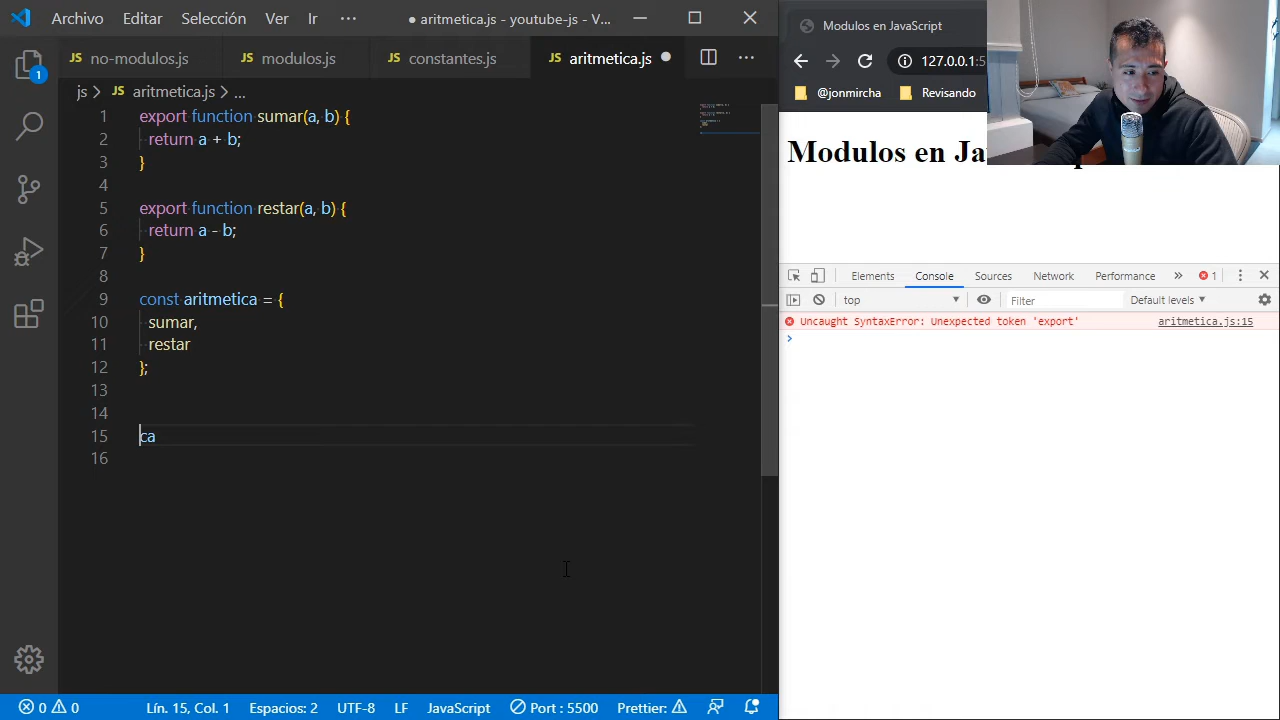 Archivo Editar Selección Ver Ir ··· ● aritmetica.js - youtube-js - V...
Modulos en JavaScript
JS no-modulos.js JS modulos.js JS constantes.js JS aritmetica.js ● ···
127.0.0.1:5
1
js > JS aritmetica.js > ...
@jonmircha Revisando
1 export function sumar(a, b) {
2 return a + b;
3 }
4
5 export function restar(a, b) {
6 return a - b;
7 }
8
9 const aritmetica = {
10 sumar,
11 restar
12 };
13
14
15 ca
16
Modulos en Ja
Elements Console Sources Network Performance » 1
top Filter Default levels ▼
Uncaught SyntaxError: Unexpected token 'export' aritmetica.js:15
>
0 0 Lín. 15, Col. 1 Espacios: 2 UTF-8 LF JavaScript Port : 5500 Prettier: